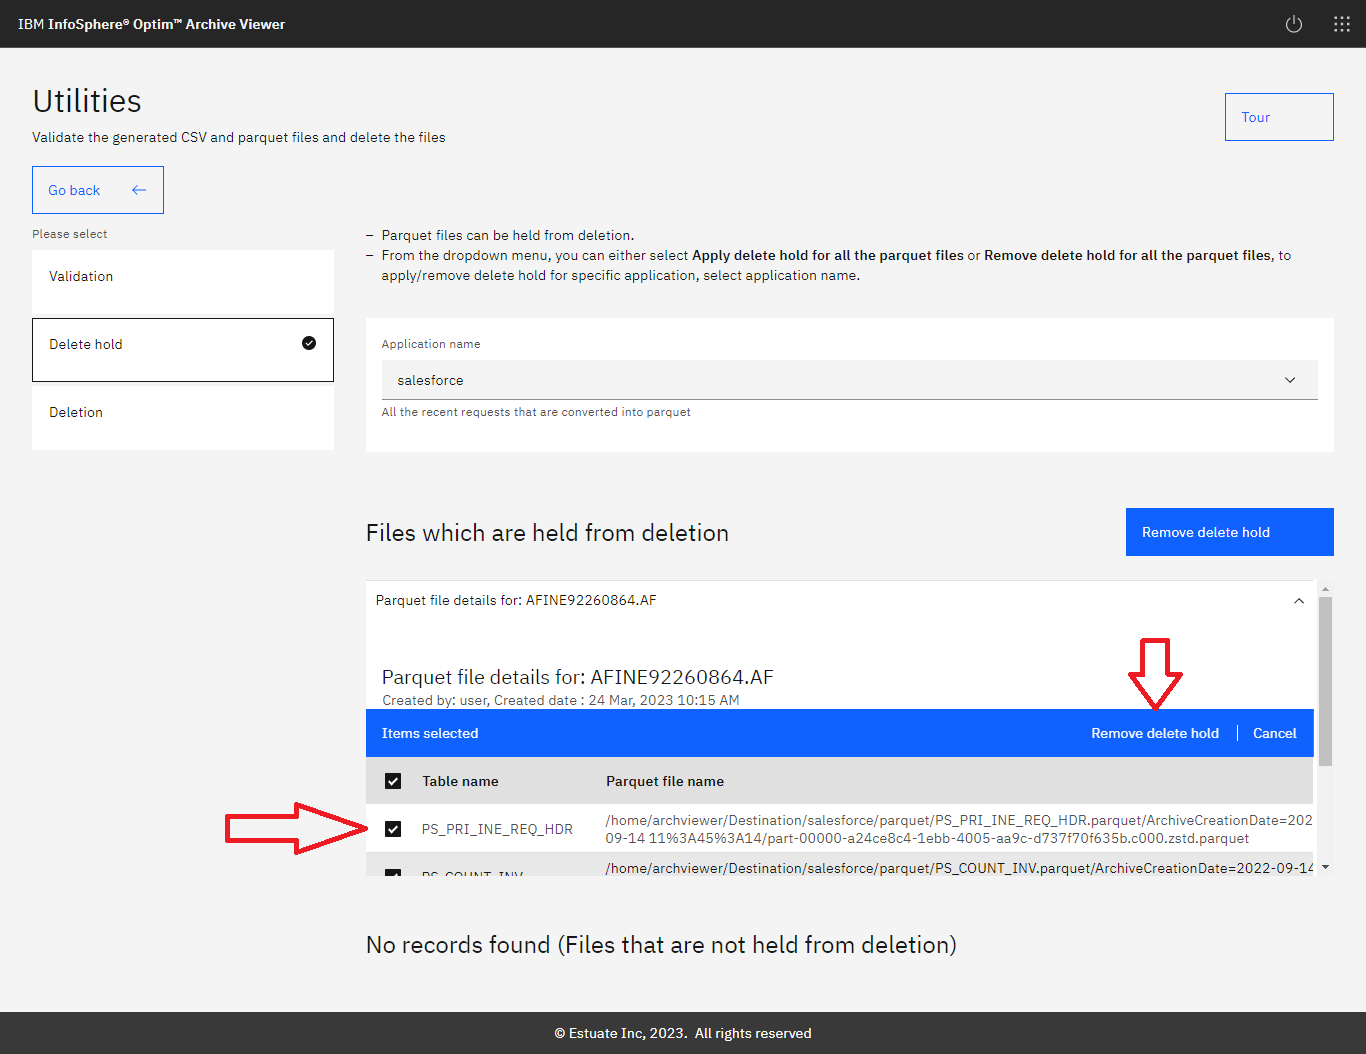 IBM InfoSphere® Optim™ Archive Viewer
Utilities
Validate the generated CSV and parquet files and delete the files
Tour
Go back
Please select
Validation
Delete hold
Deletion
– Parquet files can be held from deletion.
– From the dropdown menu, you can either select Apply delete hold for all the parquet files or Remove delete hold for all the parquet files, to
apply/remove delete hold for specific application, select application name.
Application name
salesforce
All the recent requests that are converted into parquet
Files which are held from deletion
Remove delete hold
Parquet file details for: AFINE92260864.AF
Parquet file details for: AFINE92260864.AF
Created by: user, Created date : 24 Mar, 2023 10:15 AM
Items selected
Remove delete hold
Cancel
Table name
Parquet file name
PS_PRI_INE_REQ_HDR
/home/archviewer/Destination/salesforce/parquet/PS_PRI_INE_REQ_HDR.parquet/ArchiveCreationDate=202
09-14 11%3A45%3A14/part-00000-a24ce8c4-1ebb-4005-aa9c-d737f70f635b.c000.zstd.parquet
PS_COUNT_INV
/home/archviewer/Destination/salesforce/parquet/PS_COUNT_INV.parquet/ArchiveCreationDate=2022-09-14
No records found (Files that are not held from deletion)
© Estuate Inc, 2023. All rights reserved